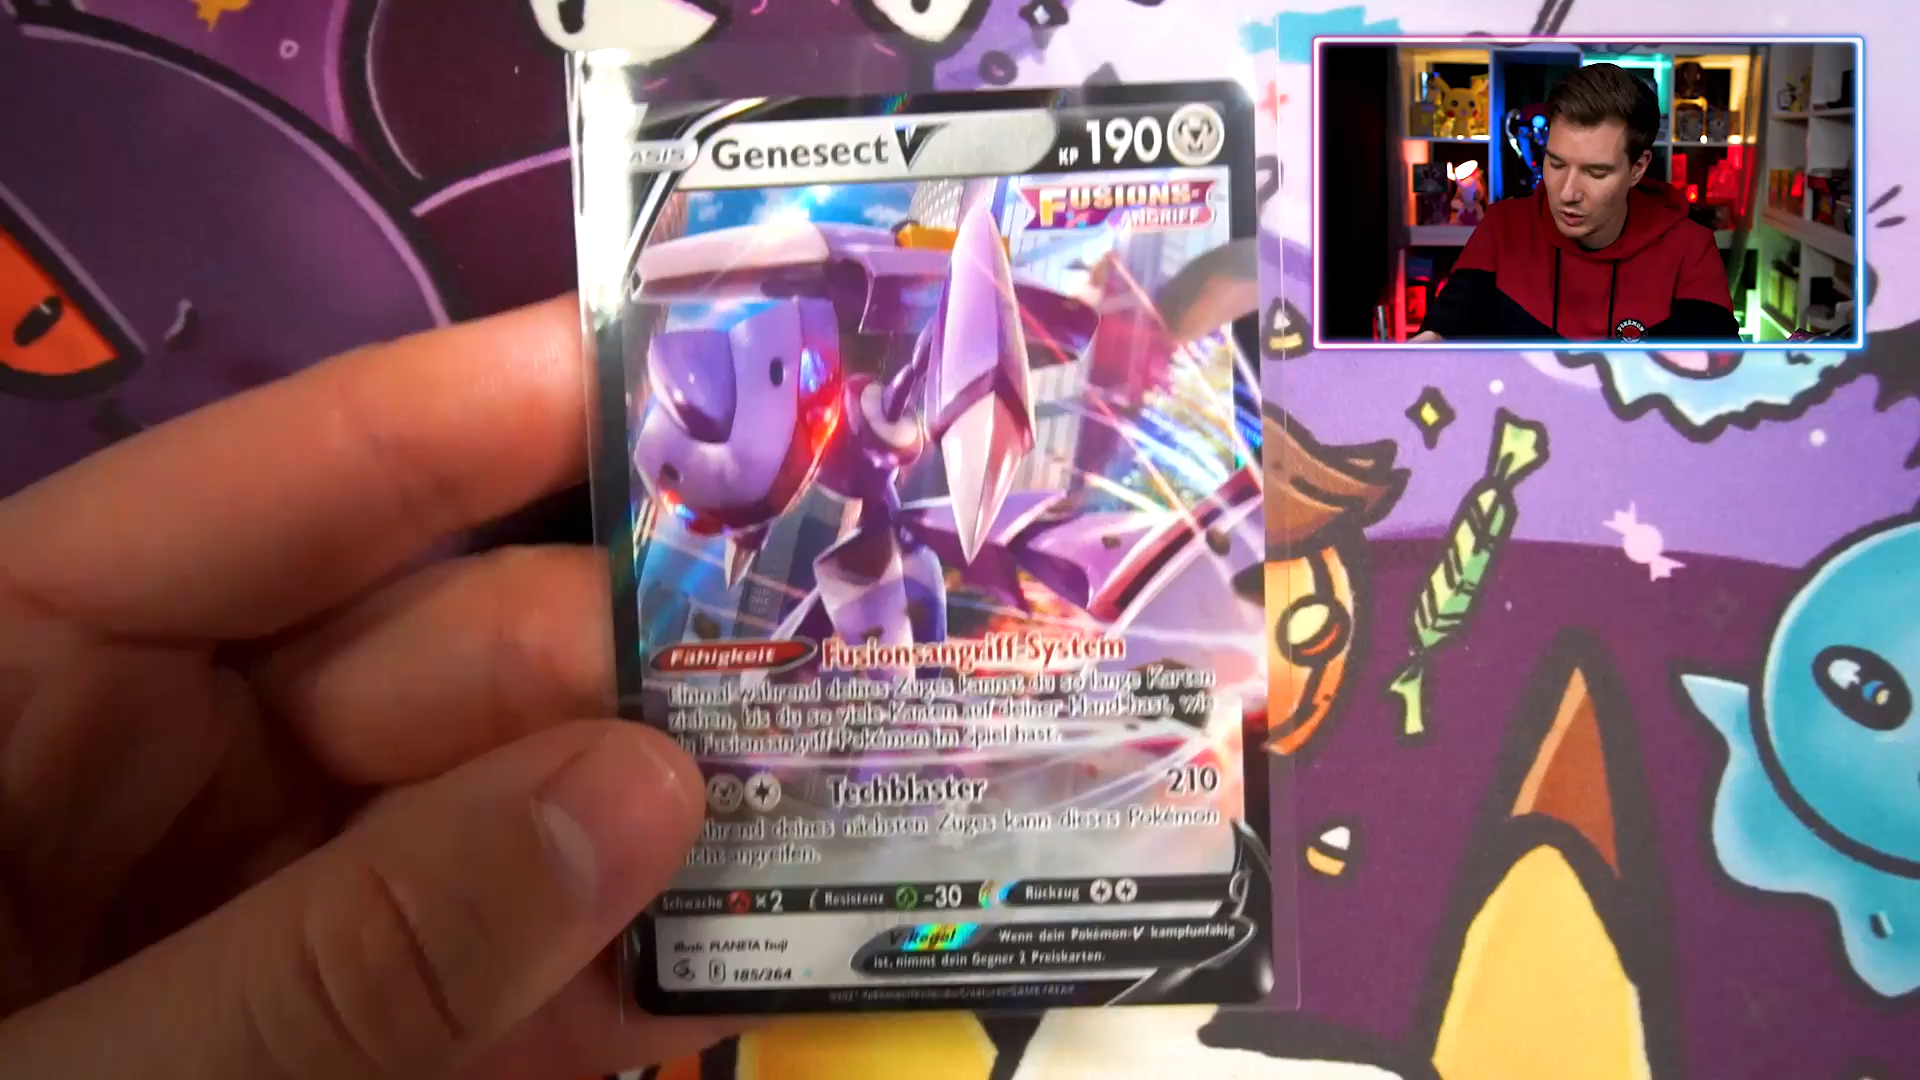 Genesect V
KP 190
FUSIONS-
ANGRIFF
Fähigkeit Fusionsangriff-System
Einmal während deines Zuges kannst du so lange Karten
ziehen, bis du so viele Karten auf deiner Hand hast, wie
Fusionsangriff-Pokémon im Spiel hast.
Techblaster 210
deines nächsten Zuges kann dieses Pokémon
angreifen.
Schwäche ×2 Resistenz -30 Rückzug
Illus. PLANETA Tsuji
V-Regel Wenn dein Pokémon-V kampfunfähig
ist, nimmt dein Gegner 2 Preiskarten.
E 185/264